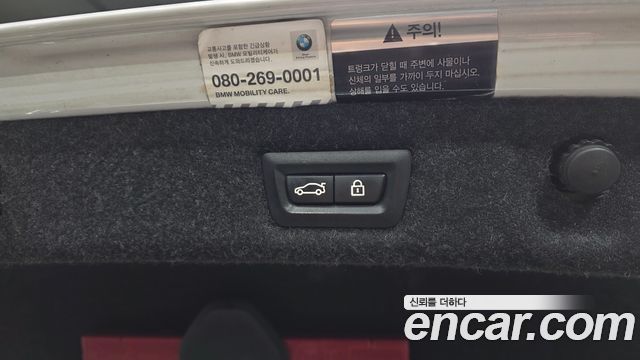 교통사고를 포함한 긴급상황
발생 시, BMW 모빌리티케어가
신속하게 도와드리겠습니다.
080-269-0001
BMW MOBILITY CARE.
주의!
트렁크가 닫힐 때 주변에 사물이나
신체의 일부를 가까이 두지 마십시오.
상해를 입을 수도 있습니다.
신뢰를 더하다
encar.com